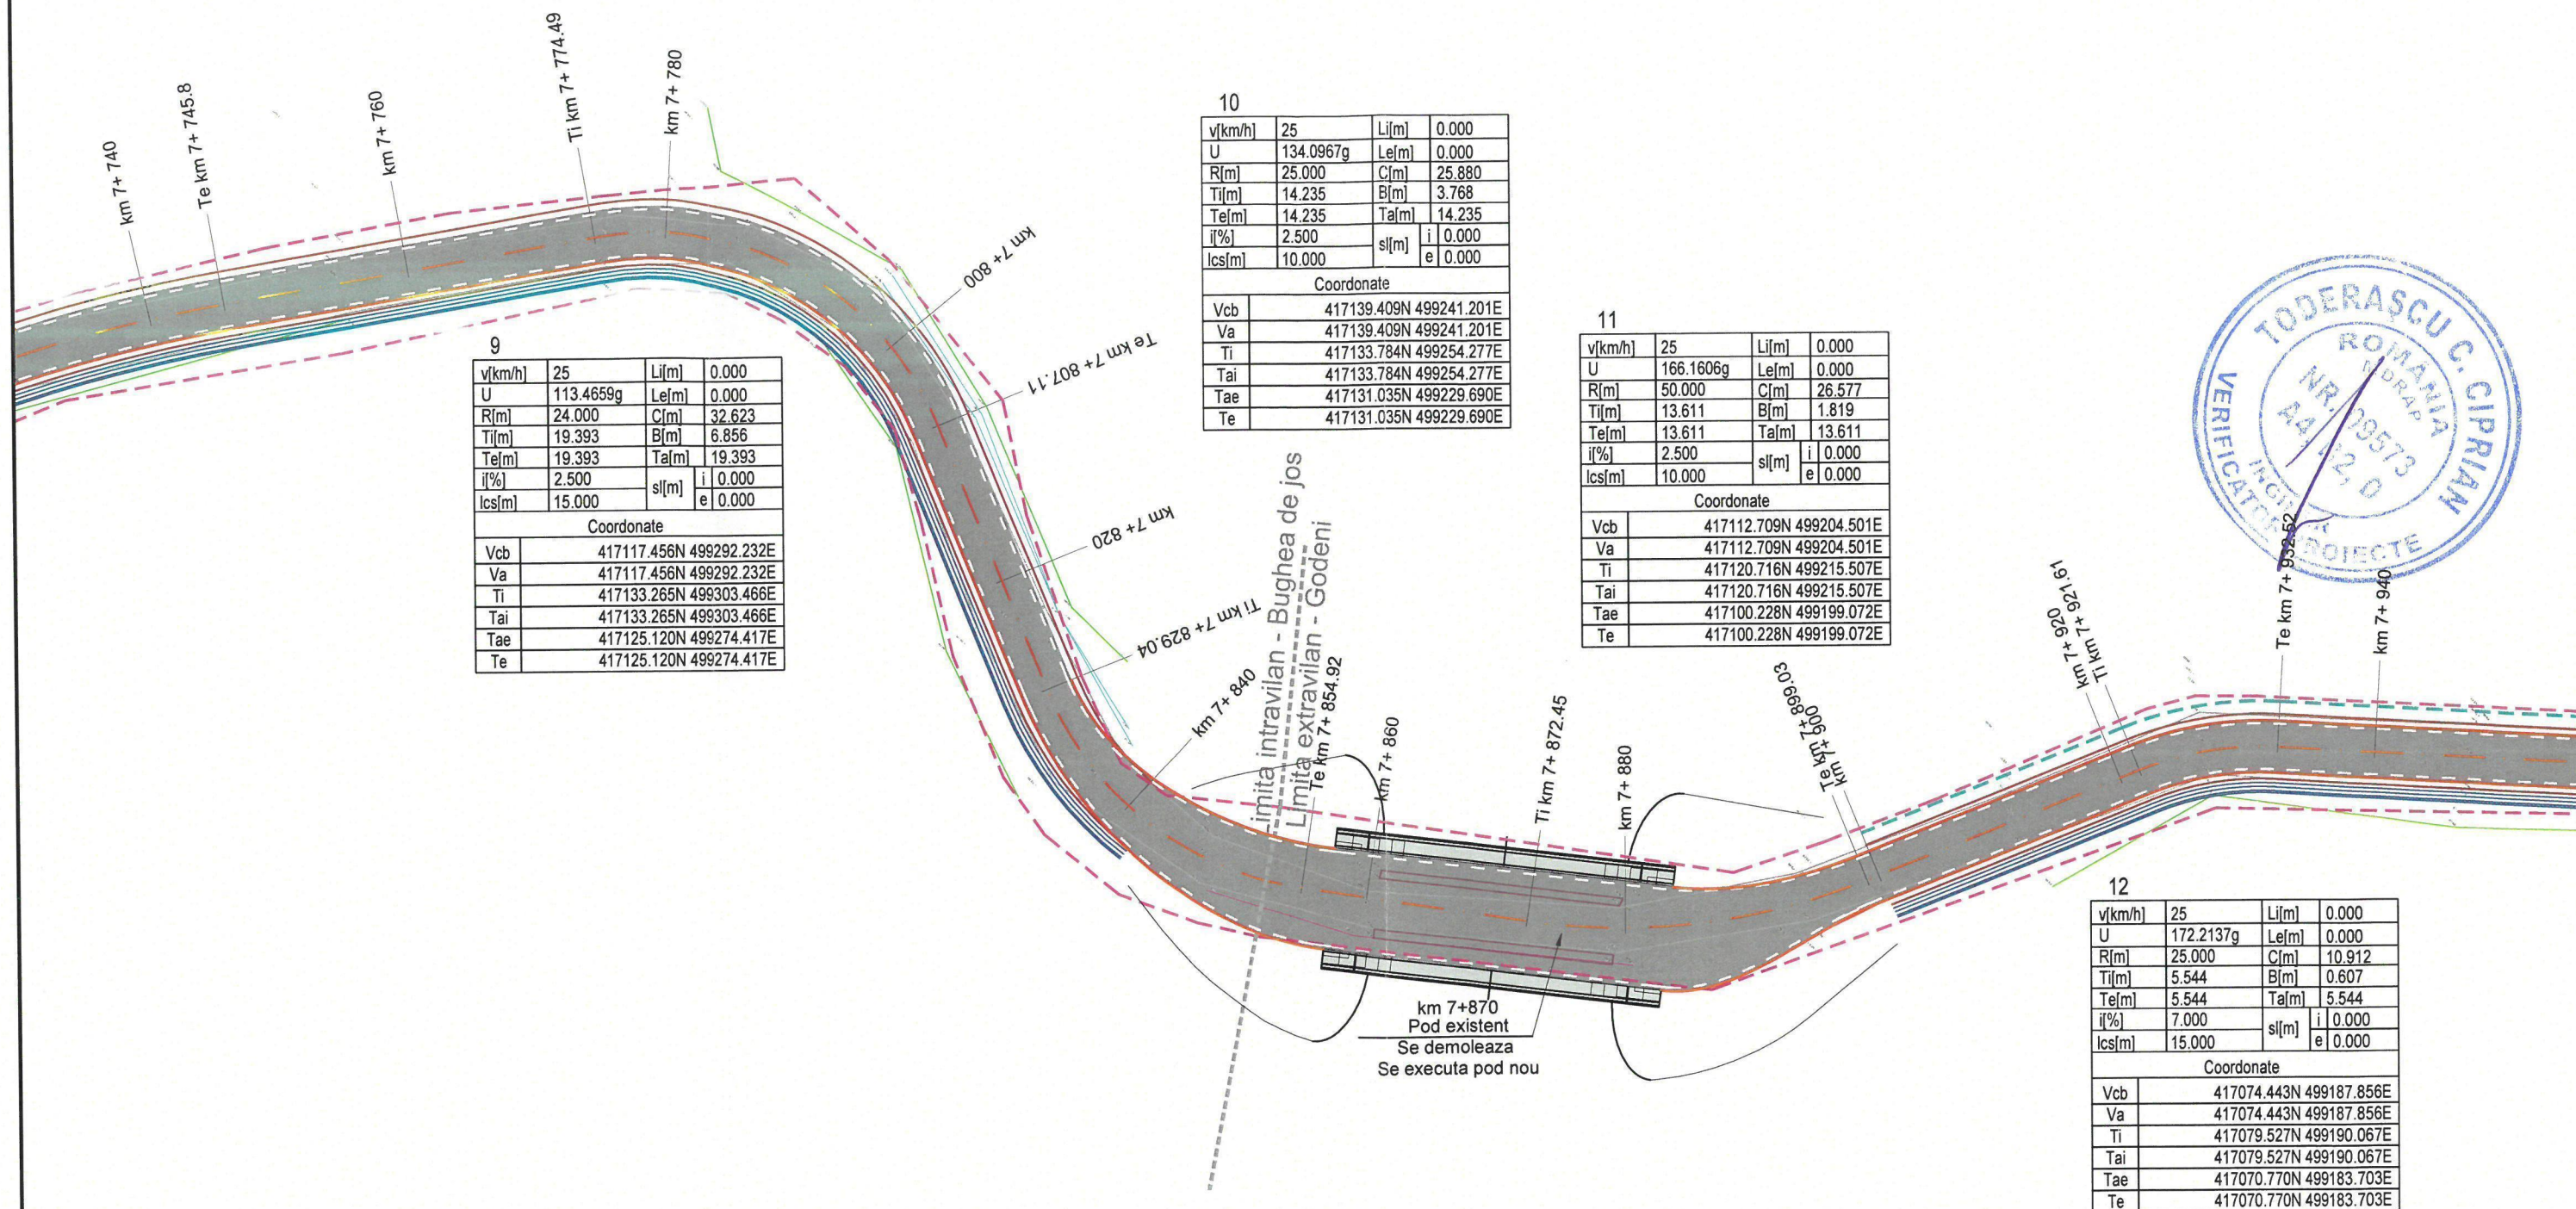 km 7+ 740
Te km 7+ 745.8
km 7+ 760
Ti km 7+ 774.49
km 7+ 780
km 7+ 800
Te km 7+ 807.11
km 7+ 820
Ti km 7+ 829.04
km 7+ 840
Limita intravilan - Bughea de jos
Limita extravilan - Godeni
Te km 7+ 854.92
km 7+ 860
Ti km 7+ 872.45
km 7+ 880
Te km 7+ 899.03
km 7+ 900
km 7+ 920
Ti km 7+ 921.61
Te km 7+ 932.52
km 7+ 940
9
v[km/h] 25 Li[m] 0.000
U 113.4659g Le[m] 0.000
R[m] 24.000 C[m] 32.623
Ti[m] 19.393 B[m] 6.856
Te[m] 19.393 Ta[m] 19.393
i[%] 2.500 sl[m] i 0.000
lcs[m] 15.000 e 0.000
Coordonate
Vcb 417117.456N 499292.232E
Va 417117.456N 499292.232E
Ti 417133.265N 499303.466E
Tai 417133.265N 499303.466E
Tae 417125.120N 499274.417E
Te 417125.120N 499274.417E
10
v[km/h] 25 Li[m] 0.000
U 134.0967g Le[m] 0.000
R[m] 25.000 C[m] 25.880
Ti[m] 14.235 B[m] 3.768
Te[m] 14.235 Ta[m] 14.235
i[%] 2.500 sl[m] i 0.000
lcs[m] 10.000 e 0.000
Coordonate
Vcb 417139.409N 499241.201E
Va 417139.409N 499241.201E
Ti 417133.784N 499254.277E
Tai 417133.784N 499254.277E
Tae 417131.035N 499229.690E
Te 417131.035N 499229.690E
11
v[km/h] 25 Li[m] 0.000
U 166.1606g Le[m] 0.000
R[m] 50.000 C[m] 26.577
Ti[m] 13.611 B[m] 1.819
Te[m] 13.611 Ta[m] 13.611
i[%] 2.500 sl[m] i 0.000
lcs[m] 10.000 e 0.000
Coordonate
Vcb 417112.709N 499204.501E
Va 417112.709N 499204.501E
Ti 417120.716N 499215.507E
Tai 417120.716N 499215.507E
Tae 417100.228N 499199.072E
Te 417100.228N 499199.072E
km 7+870
Pod existent
Se demoleaza
Se executa pod nou
12
v[km/h] 25 Li[m] 0.000
U 172.2137g Le[m] 0.000
R[m] 25.000 C[m] 10.912
Ti[m] 5.544 B[m] 0.607
Te[m] 5.544 Ta[m] 5.544
i[%] 7.000 sl[m] i 0.000
lcs[m] 15.000 e 0.000
Coordonate
Vcb 417074.443N 499187.856E
Va 417074.443N 499187.856E
Ti 417079.527N 499190.067E
Tai 417079.527N 499190.067E
Tae 417070.770N 499183.703E
Te 417070.770N 499183.703E
TODERAȘCU C. CIPRIAN
ROMÂNIA
MDRAP
NR. 09573
VERIFICATOR PROIECTE